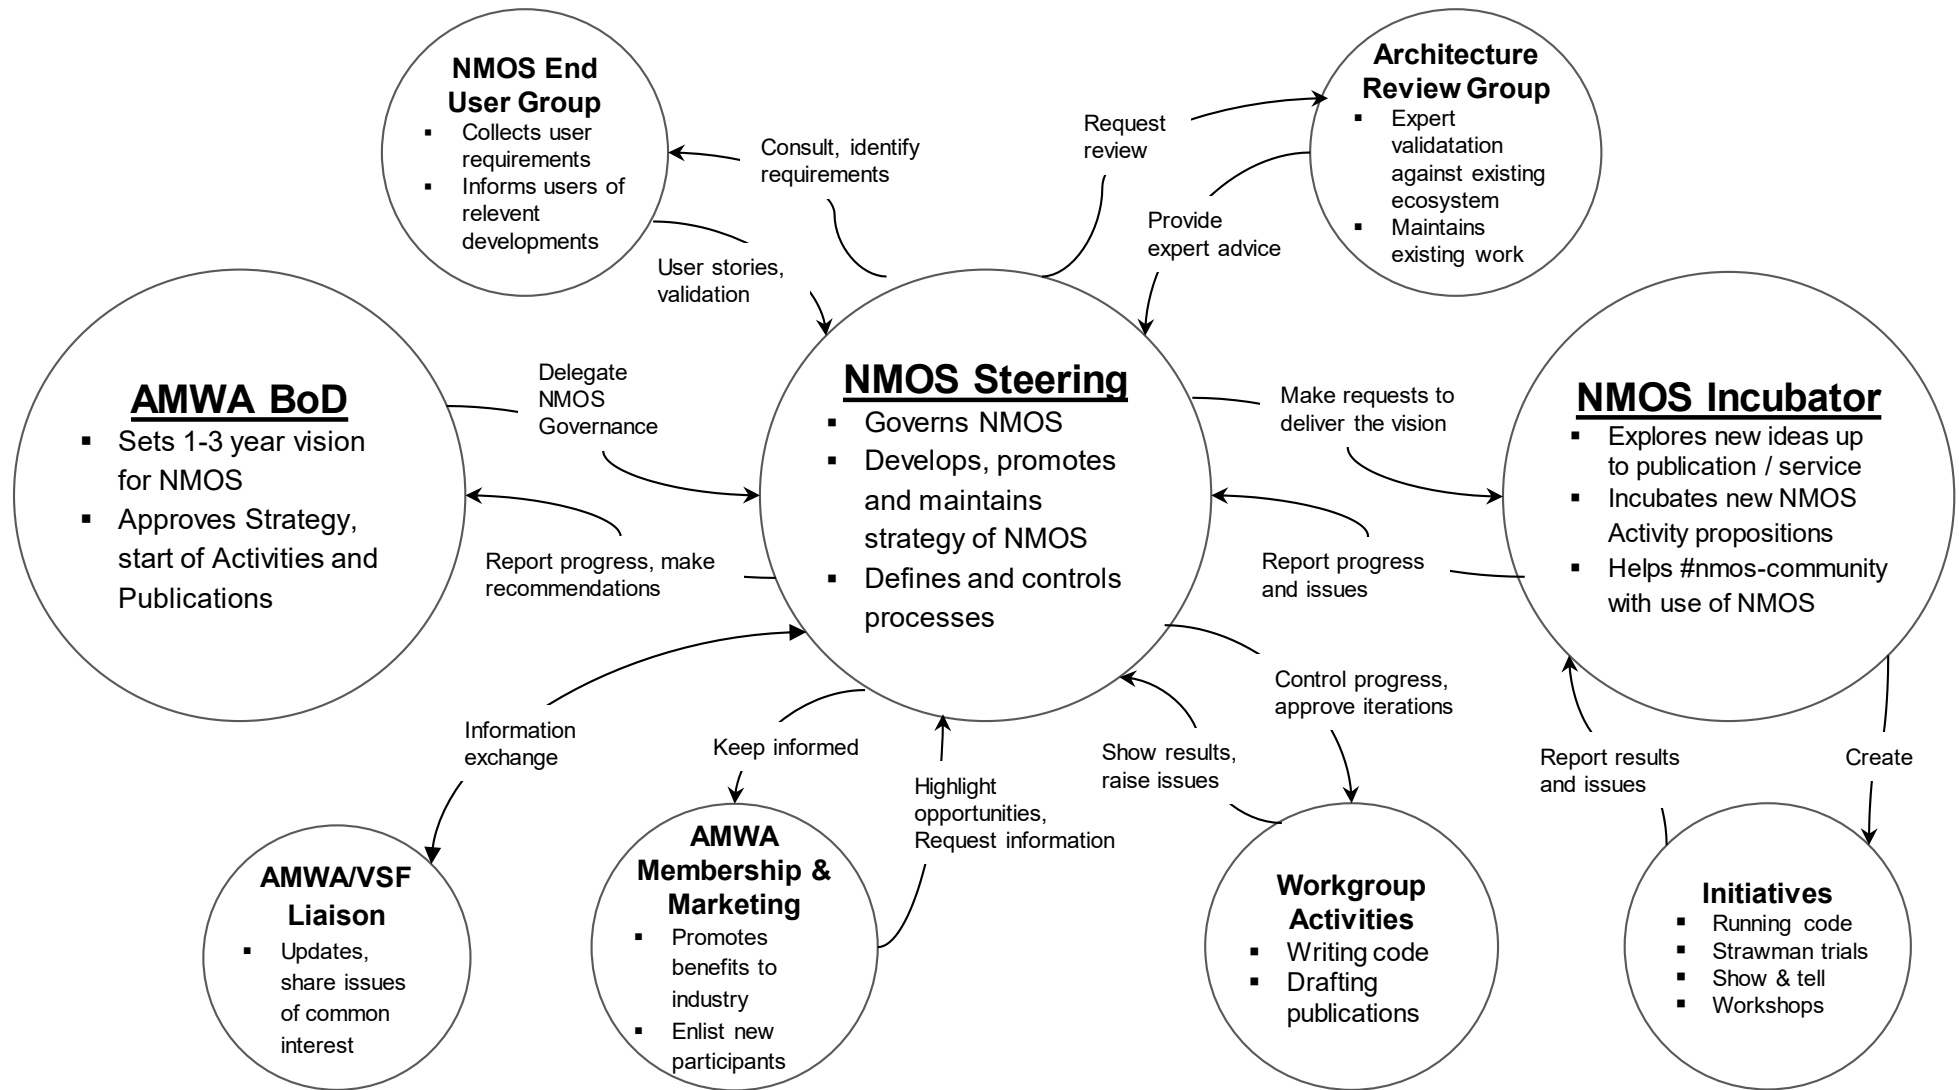 NMOS End
User Group
▪ Collects user
requirements
▪ Informs users of
relevent
developments
Consult, identify
requirements
User stories,
validation
Request
review
Architecture
Review Group
▪ Expert
validatation
against existing
ecosystem
▪ Maintains
existing work
Provide
expert advice
AMWA BoD
▪ Sets 1-3 year vision
for NMOS
▪ Approves Strategy,
start of Activities and
Publications
Delegate
NMOS
Governance
Report progress, make
recommendations
NMOS Steering
▪ Governs NMOS
▪ Develops, promotes
and maintains
strategy of NMOS
▪ Defines and controls
processes
Make requests to
deliver the vision
Report progress
and issues
NMOS Incubator
▪ Explores new ideas up
to publication / service
▪ Incubates new NMOS
Activity propositions
▪ Helps #nmos-community
with use of NMOS
Information
exchange
Keep informed
Highlight
opportunities,
Request information
Show results,
raise issues
Control progress,
approve iterations
Report results
and issues
Create
AMWA/VSF
Liaison
▪ Updates,
share issues
of common
interest
AMWA
Membership &
Marketing
▪ Promotes
benefits to
industry
▪ Enlist new
participants
Workgroup
Activities
▪ Writing code
▪ Drafting
publications
Initiatives
▪ Running code
▪ Strawman trials
▪ Show & tell
▪ Workshops